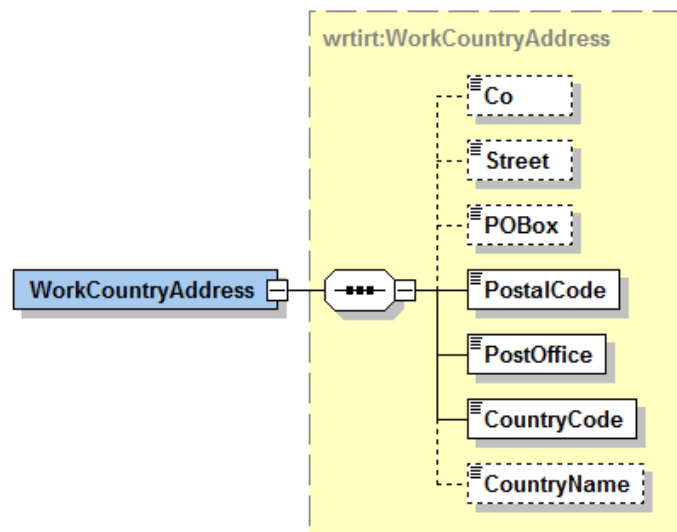 wrtirt:WorkCountryAddress
Co
Street
POBox
WorkCountryAddress
PostalCode
PostOffice
CountryCode
CountryName